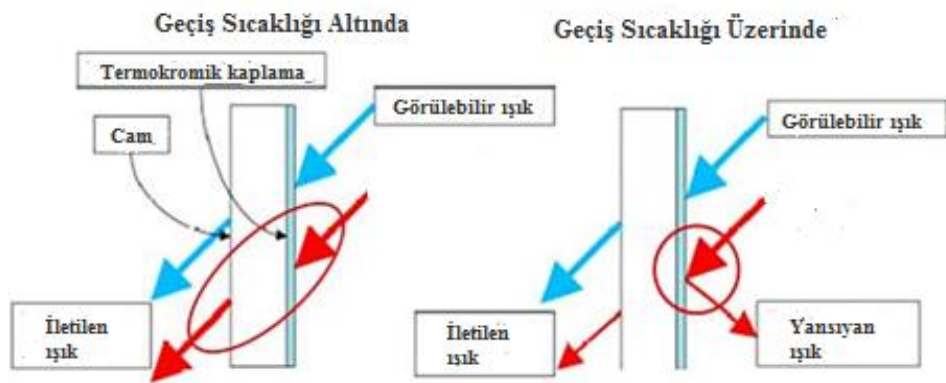 Geçiş Sıcaklığı Altında
Termokromik kaplama
Cam
Görülebilir ışık
İletilen
ışık
Geçiş Sıcaklığı Üzerinde
Görülebilir ışık
İletilen
ışık
Yansıyan
ışık